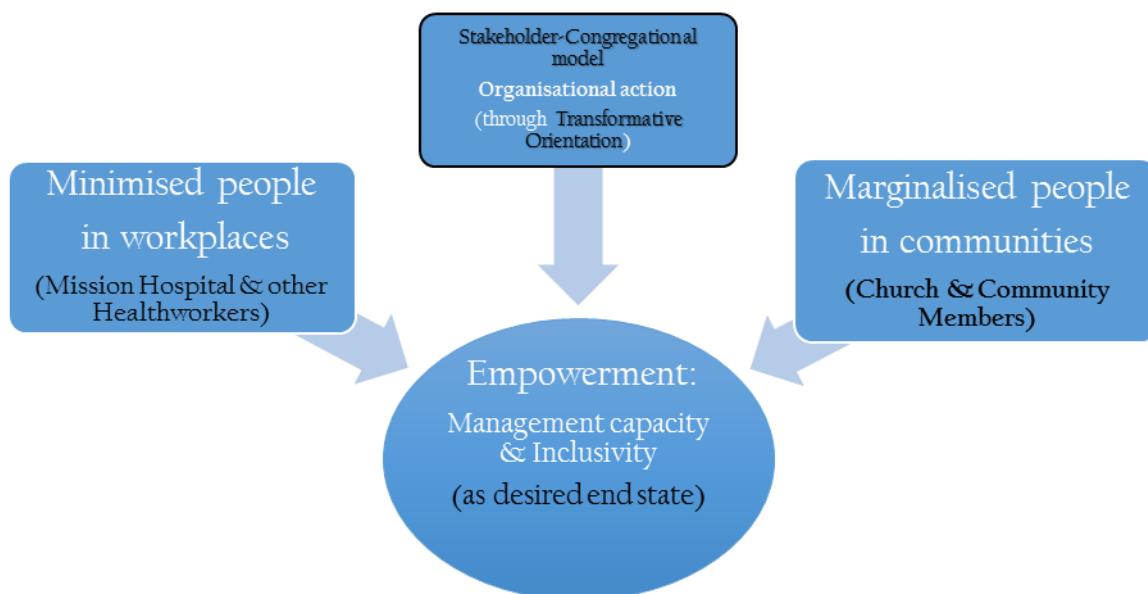 Stakeholder-Congregational
model
Organisational action
(through Transformative
Orientation)
Minimised people
in workplaces
(Mission Hospital & other
Healthworkers)
Marginalised people
in communities
(Church & Community
Members)
Empowerment:
Management capacity
& Inclusivity
(as desired end state)